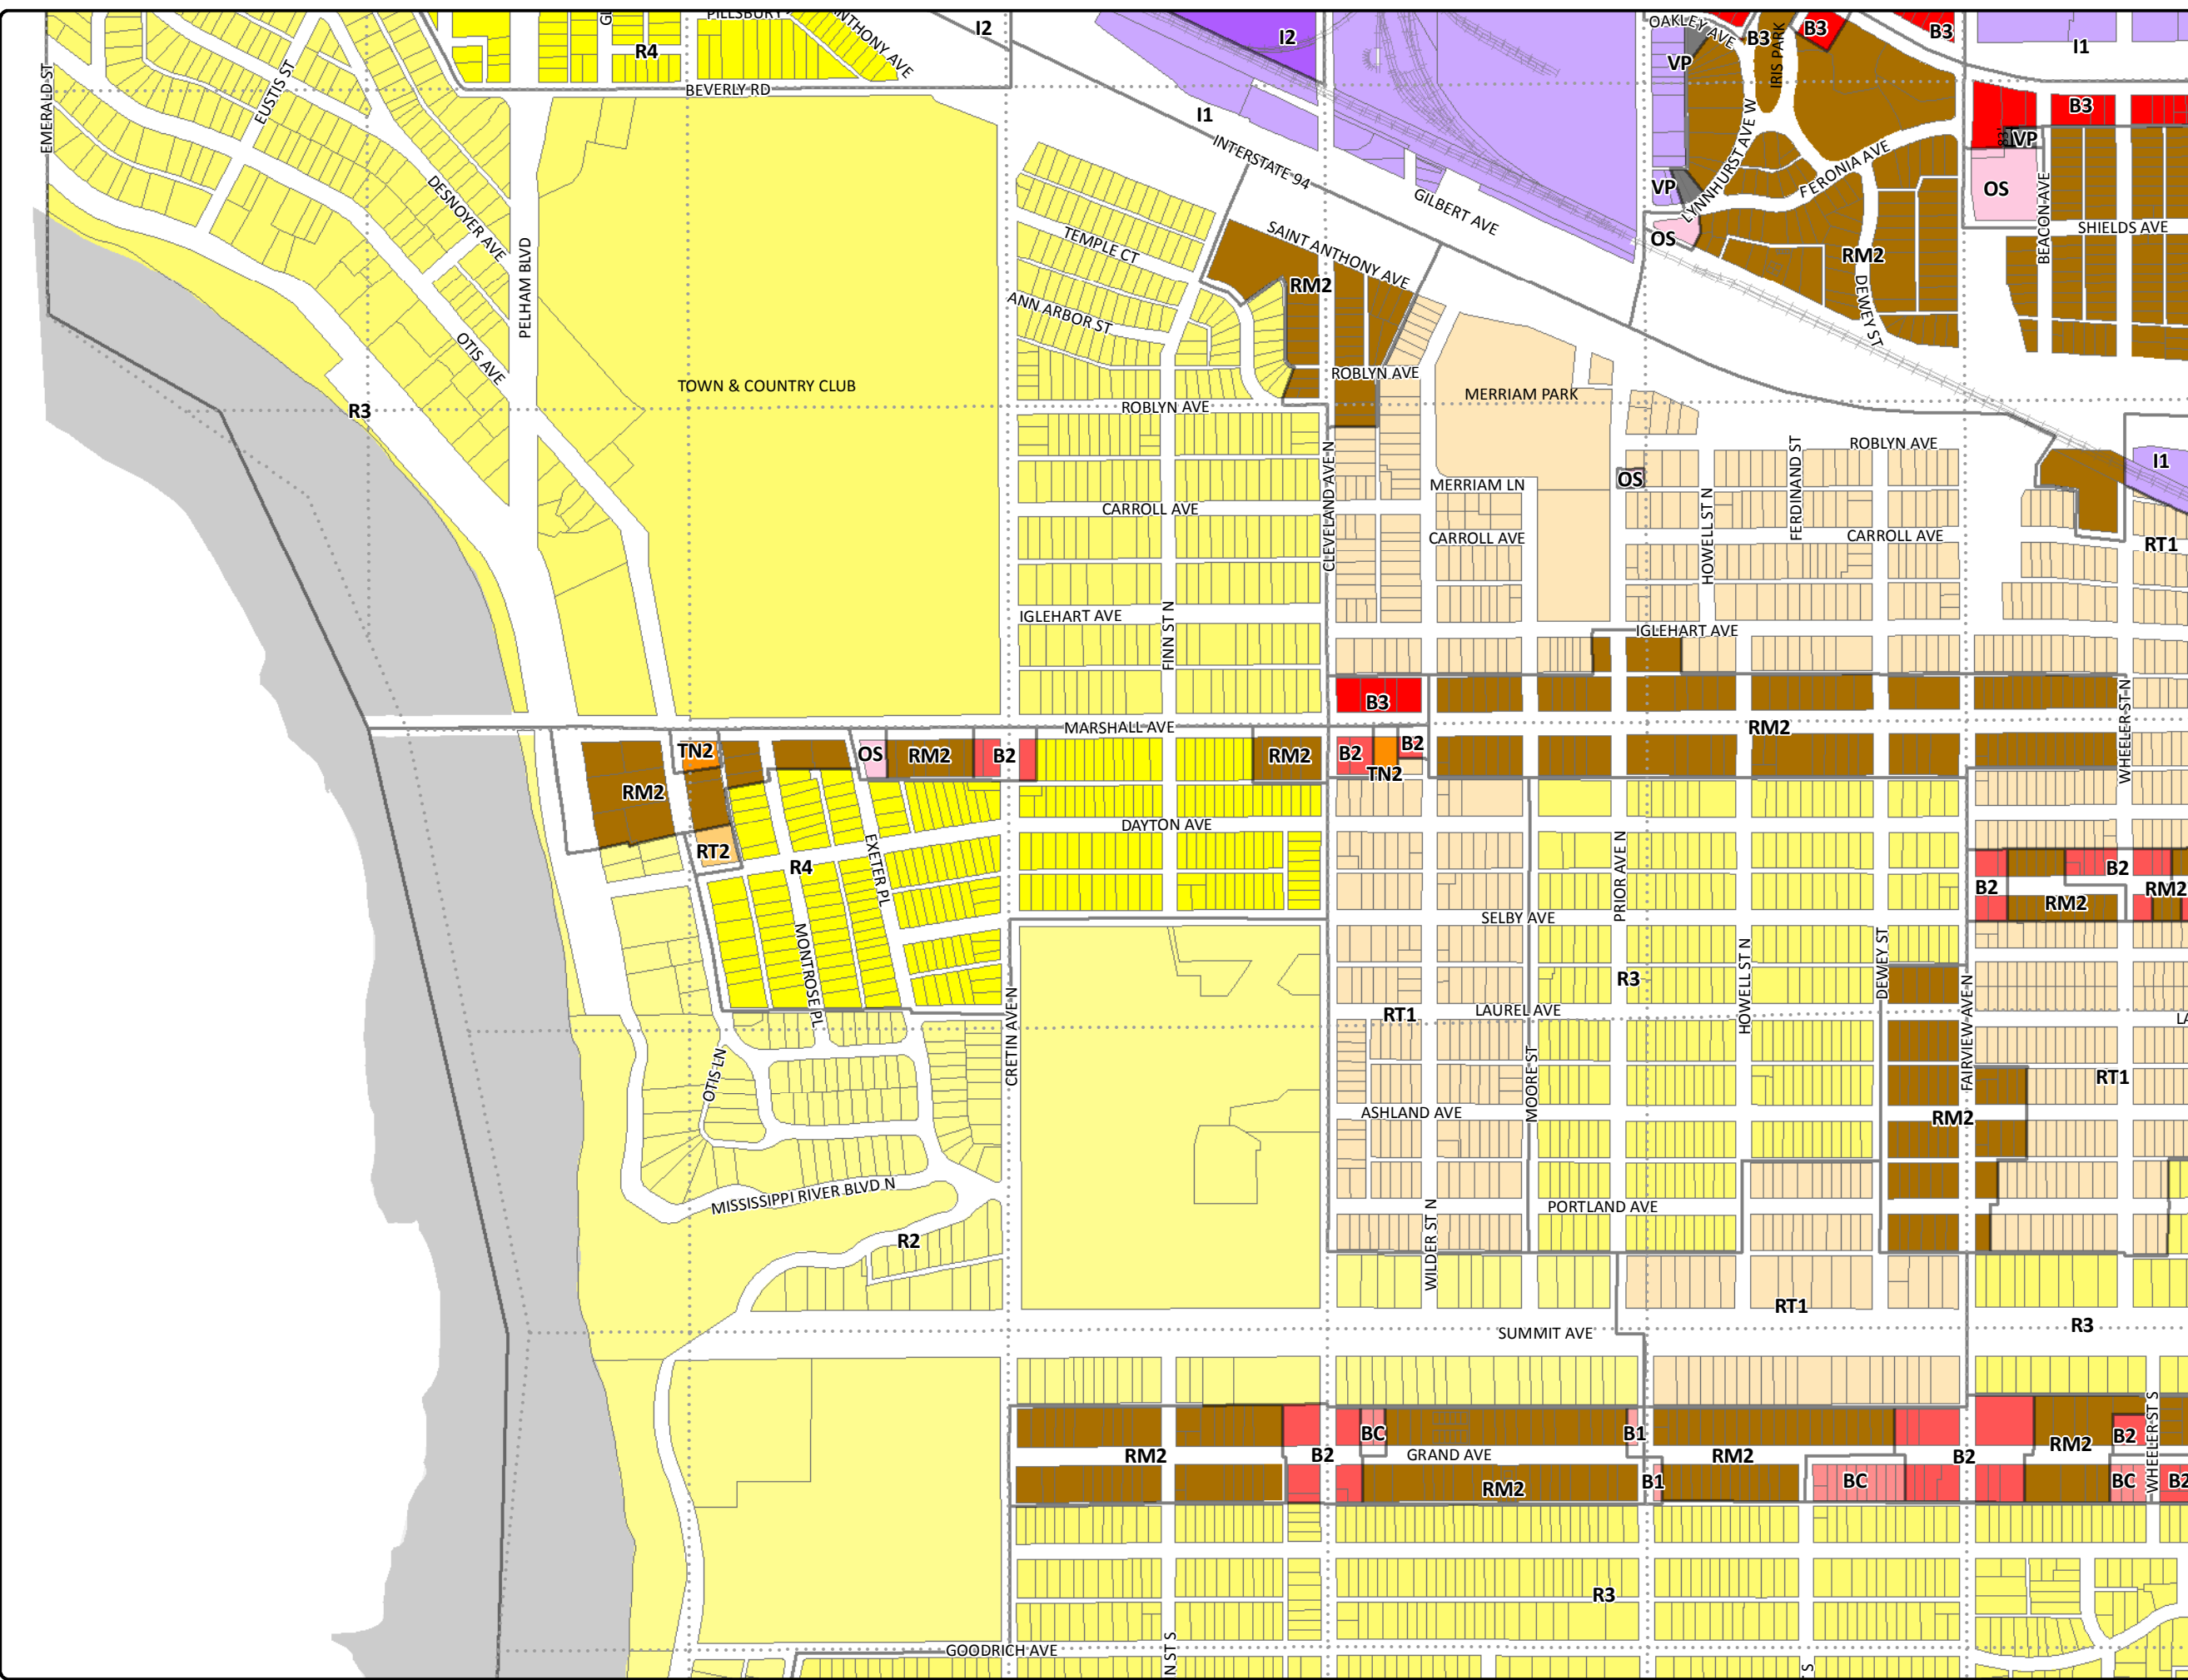 PILLSBURY
ANTHONY AVE
I2
I2
OAKLEY AVE
B3
IRIS PARK
B3
B3
I1
R4
VP
EMERALD ST
EUSTIS ST
BEVERLY RD
I1
B3
VP
INTERSTATE 94
LYNNHURST AVE W
FERONIA AVE
VP
OS
DESNOYER AVE
GILBERT AVE
BEACON AVE
SHIELDS AVE
TEMPLE CT
SAINT ANTHONY AVE
OS
RM2
PELHAM BLVD
RM2
ANN ARBOR ST
DEWEY ST
OTIS AVE
ROBLYN AVE
TOWN & COUNTRY CLUB
MERRIAM PARK
R3
ROBLYN AVE
ROBLYN AVE
FERDINAND ST
CLEVELAND AVE N
I1
OS
MERRIAM LN
CARROLL AVE
HOWELL ST N
CARROLL AVE
CARROLL AVE
RT1
IGLEHART AVE
FINN ST N
IGLEHART AVE
B3
WHEELER ST N
MARSHALL AVE
RM2
TN2
OS
RM2
B2
RM2
B2
B2
TN2
RM2
DAYTON AVE
RT2
R4
EXETER PL
PRIOR AVE N
B2
B2
RM2
RM2
SELBY AVE
MONTROSE PL
HOWELL ST N
DEWEY ST
R3
CRETIN AVE N
RT1
LAUREL AVE
FAIRVIEW AVE N
LA
OTIS LN
MOORE ST
RT1
ASHLAND AVE
RM2
MISSISSIPPI RIVER BLVD N
PORTLAND AVE
R2
WILDER ST N
RT1
R3
SUMMIT AVE
BC
B1
WHEELER ST S
RM2
B2
GRAND AVE
RM2
B2
RM2
B2
RM2
B1
BC
BC
B2
R3
GOODRICH AVE
N ST S
S